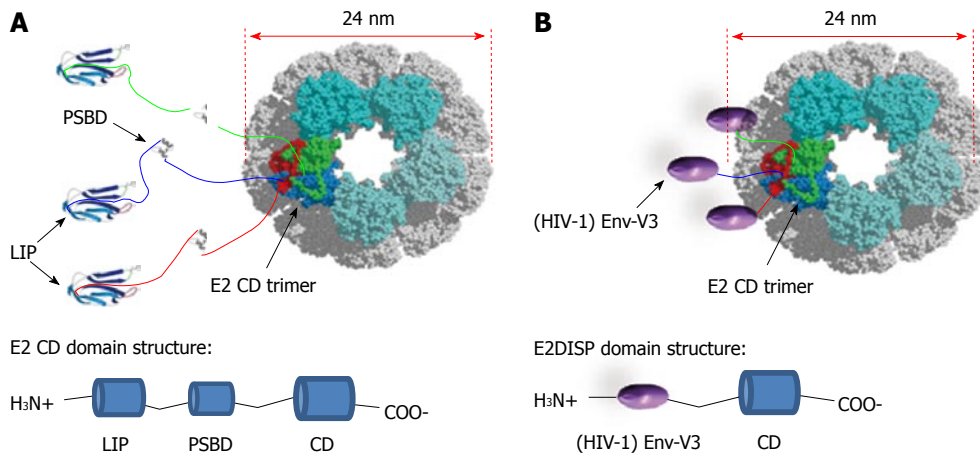 A
24 nm
PSBD
LIP
E2 CD trimer
E2 CD domain structure:
H₃N+
COO-
LIP
PSBD
CD
B
24 nm
(HIV-1) Env-V3
E2 CD trimer
E2DISP domain structure:
H₃N+
COO-
(HIV-1) Env-V3
CD